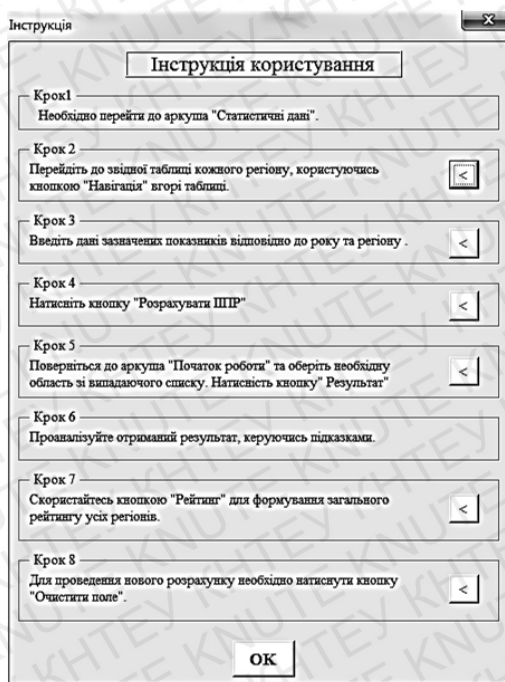 Інструкція
Інструкція користування
Крок1
Необхідно перейти до аркуша "Статистичні дані".
Крок 2
Перейдіть до звідної таблиці кожного регіону, користуючись
кнопкою "Навігація" вгорі таблиці.
<
Крок 3
Введіть дані зазначених показників відповідно до року та регіону .
<
Крок 4
Натисніть кнопку "Розрахувати ІППР"
<
Крок 5
Поверніться до аркуша "Початок роботи" та оберіть необхідну
область зі випадаючого списку. Натисність кнопку" Результат"
<
Крок 6
Проаналізуйте отриманий результат, керуючись підказками.
Крок 7
Скористайтесь кнопкою "Рейтинг" для формування загального
рейтингу усіх регіонів.
<
Крок 8
Для проведення нового розрахунку необхідно натиснути кнопку
"Очистити поле".
<
OK